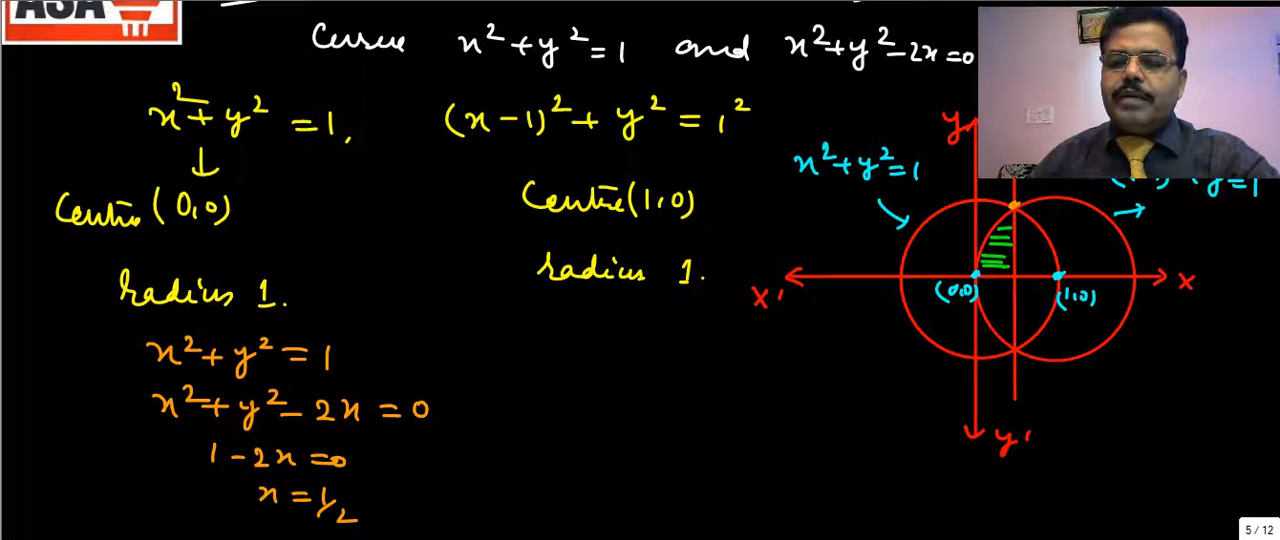 ASA
Curve x²+y²=1 and x²+y²-2x=0
x²+y² = 1, (x-1)²+ y² = 1²
↓
Centre (0,0) Centre (1,0)
radius 1. radius 1.
x²+y² = 1
x²+y²-2x = 0
1-2x=0
x = 1/2
y
x²+y²=1
y=1
x' (0,0) (1,0) x
y'
5 / 12